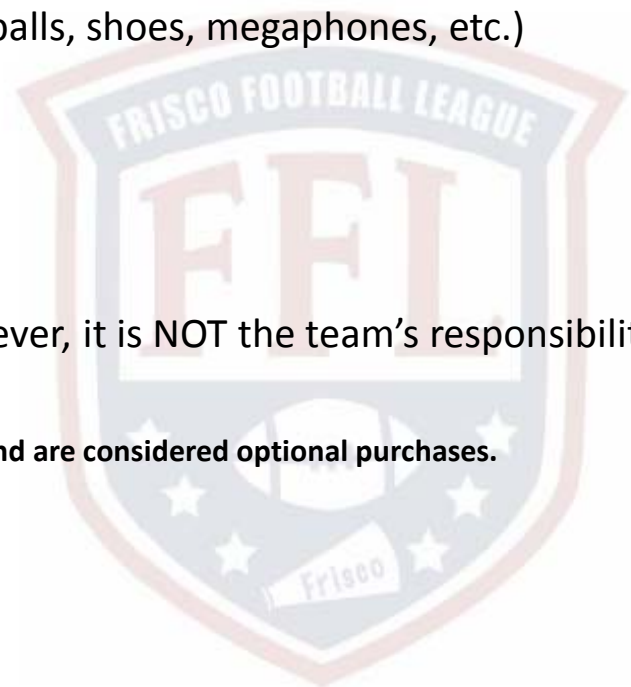 balls, shoes, megaphones, etc.)
FRISCO FOOTBALL LEAGUE
FFL
ever, it is NOT the team’s responsibilit
nd are considered optional purchases.
Frisco